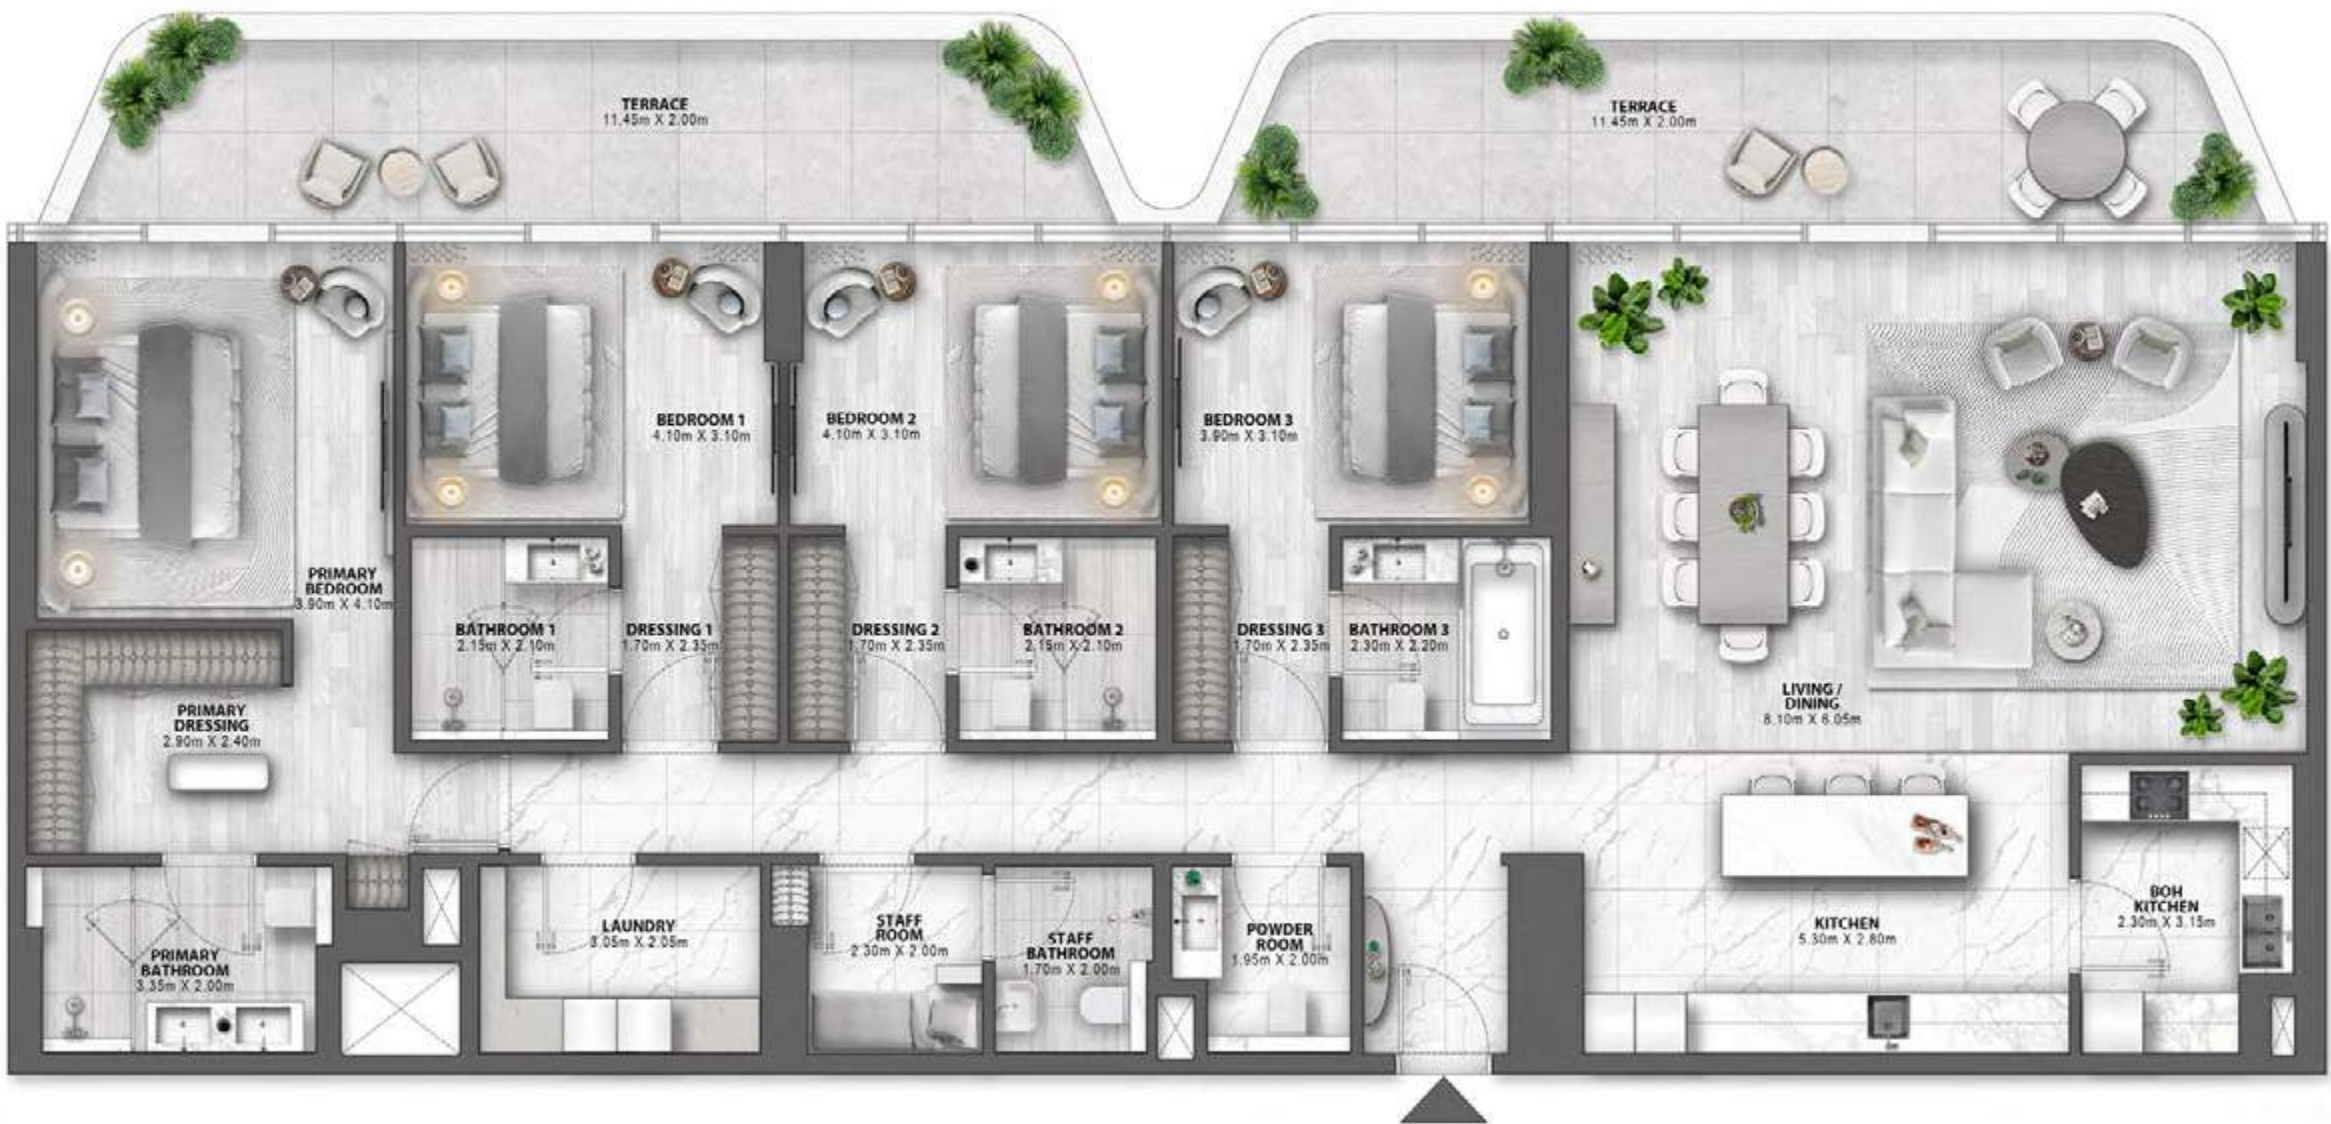 TERRACE
11.45m X 2.00m
TERRACE
11.45m X 2.00m
BEDROOM 1
4.10m X 3.10m
BEDROOM 2
4.10m X 3.10m
BEDROOM 3
3.90m X 3.10m
PRIMARY
BEDROOM
3.90m X 4.10m
BATHROOM 1
2.15m X 2.10m
DRESSING 1
1.70m X 2.35m
DRESSING 2
1.70m X 2.35m
BATHROOM 2
2.15m X 2.10m
DRESSING 3
1.70m X 2.35m
BATHROOM 3
2.30m X 2.20m
LIVING /
DINING
8.10m X 6.05m
PRIMARY
DRESSING
2.90m X 2.40m
PRIMARY
BATHROOM
3.35m X 2.00m
LAUNDRY
3.05m X 2.05m
STAFF
ROOM
2.30m X 2.00m
STAFF
BATHROOM
1.70m X 2.00m
POWDER
ROOM
1.95m X 2.00m
KITCHEN
5.30m X 2.80m
BOH
KITCHEN
2.30m X 3.15m